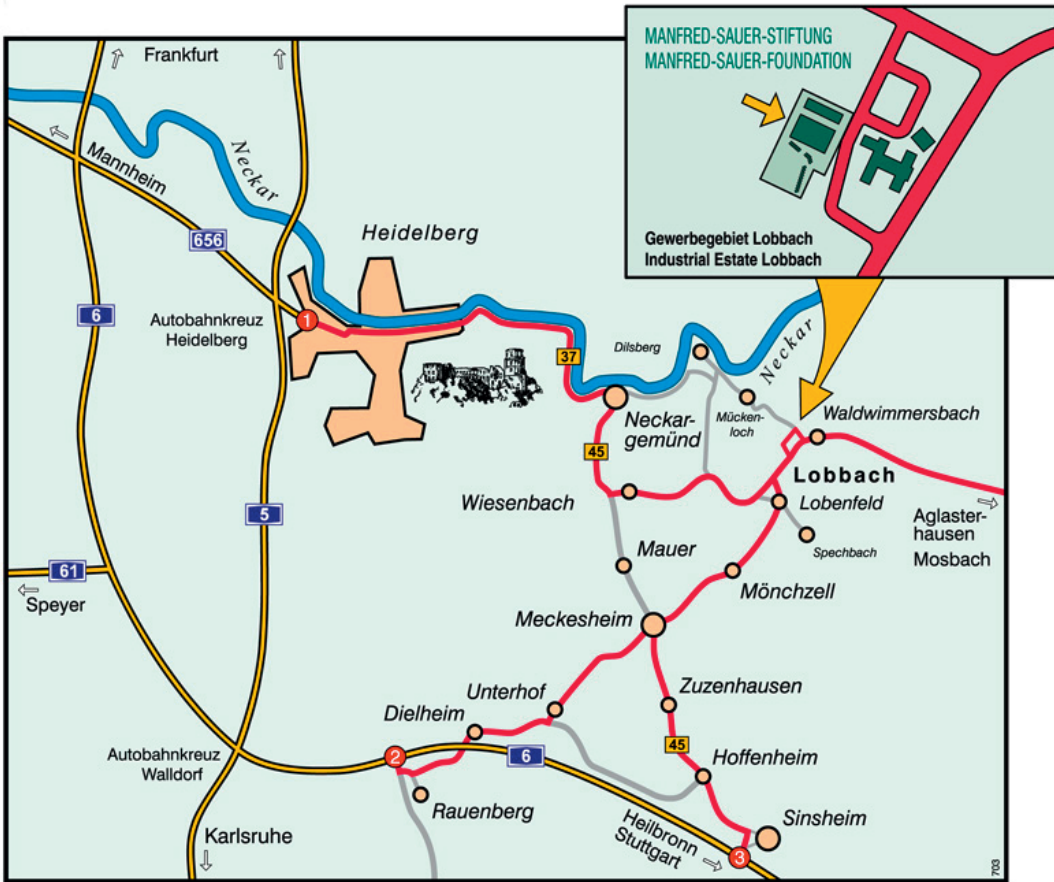 MANFRED-SAUER-STIFTUNG
MANFRED-SAUER-FOUNDATION
Gewerbegebiet Lobbach
Industrial Estate Lobbach
Frankfurt
Mannheim
Neckar
656
Heidelberg
6
Autobahnkreuz
Heidelberg
1
37
Dilsberg
Neckar
Mücken-
loch
Waldwimmersbach
Neckar-
gemünd
45
Lobbach
Wiesenbach
Lobenfeld
5
Aglaster-
hausen
Mosbach
Spechbach
Mauer
61
Speyer
Mönchzell
Meckesheim
Unterhof
Zuzenhausen
Dielheim
45
Autobahnkreuz
Walldorf
2
6
Hoffenheim
Rauenberg
Sinsheim
Karlsruhe
Heilbronn
Stuttgart
3
703